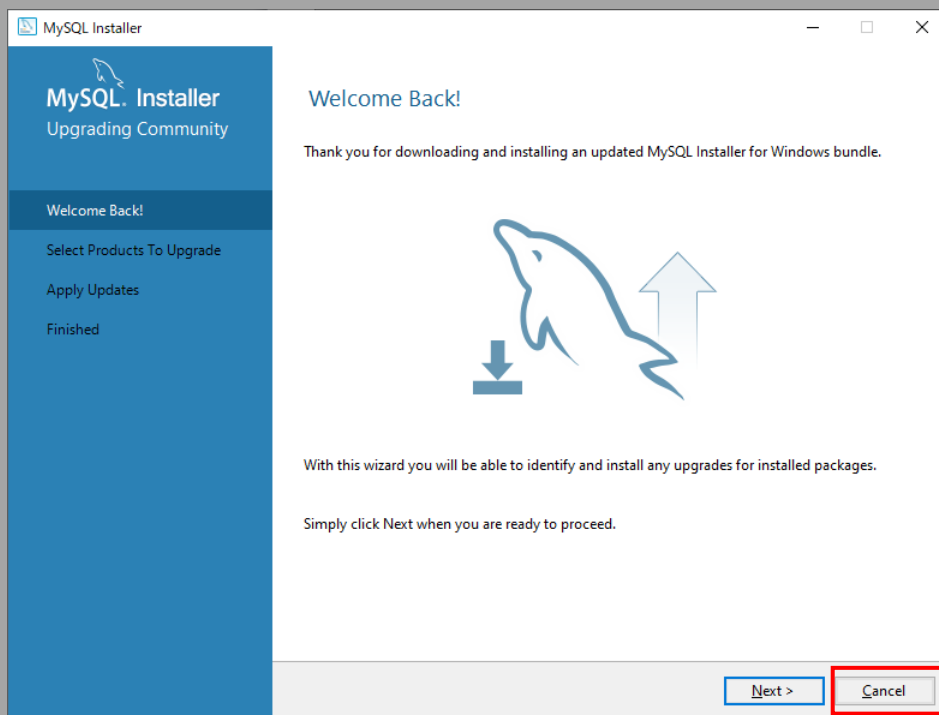 MySQL Installer
MySQL. Installer
Upgrading Community
Welcome Back!
Select Products To Upgrade
Apply Updates
Finished
Welcome Back!
Thank you for downloading and installing an updated MySQL Installer for Windows bundle.
With this wizard you will be able to identify and install any upgrades for installed packages.
Simply click Next when you are ready to proceed.
Next >
Cancel